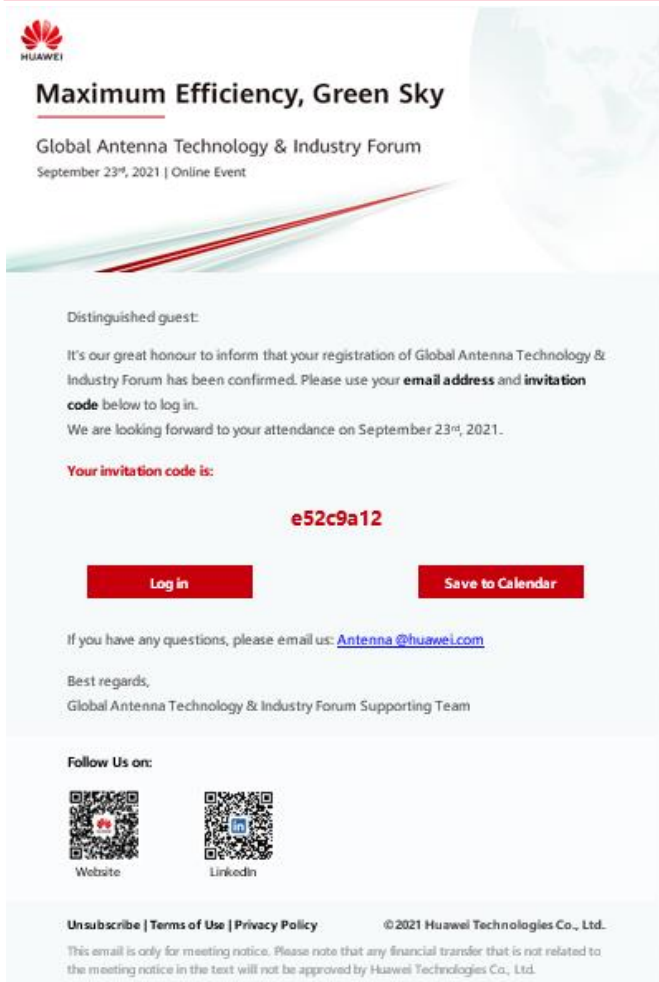 HUAWEI
Maximum Efficiency, Green Sky
Global Antenna Technology & Industry Forum
September 23rd, 2021 | Online Event
Distinguished guest:
It's our great honour to inform that your registration of Global Antenna Technology &
Industry Forum has been confirmed. Please use your email address and invitation
code below to log in.
We are looking forward to your attendance on September 23rd, 2021.
Your invitation code is:
e52c9a12
Log in
Save to Calendar
If you have any questions, please email us: Antenna @huawei.com
Best regards,
Global Antenna Technology & Industry Forum Supporting Team
Follow Us on:
in
Website
LinkedIn
Unsubscribe | Terms of Use | Privacy Policy
©2021 Huawei Technologies Co., Ltd.
This email is only for meeting notice. Please note that any financial transfer that is not related to
the meeting notice in the text will not be approved by Huawei Technologies Co., Ltd.